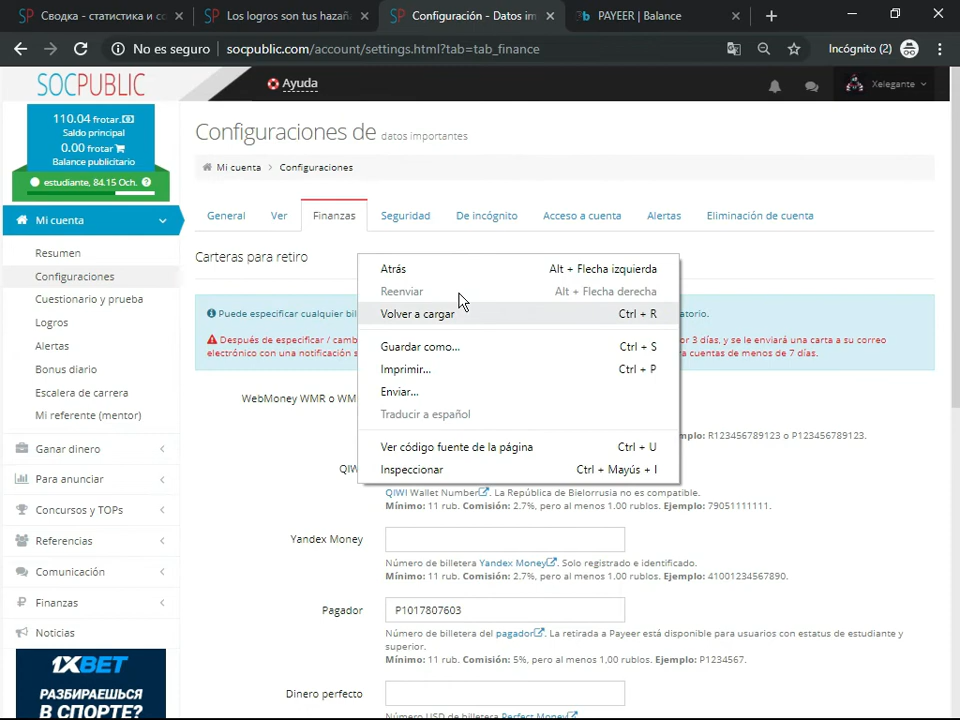 Сводка - статистика и со
Los logros son tus hazañ
Configuración - Datos im
PAYEER | Balance
No es seguro
socpublic.com/account/settings.html?tab=tab_finance
Incógnito (2)
SOCPUBLIC
Ayuda
Xelegante
110.04 frotar.
Saldo principal
0.00 frotar
Balance publicitario
estudiante, 84.15 Och.
Configuraciones de datos importantes
Mi cuenta > Configuraciones
Mi cuenta
Resumen
Configuraciones
Cuestionario y prueba
Logros
Alertas
Bonus diario
Escalera de carrera
Mi referente (mentor)
Ganar dinero
Para anunciar
Concursos y TOPs
Referencias
Comunicación
Finanzas
Noticias
1XBET
РАЗБИРАЕШЬСЯ
В СПОРТЕ?
General
Ver
Finanzas
Seguridad
De incógnito
Acceso a cuenta
Alertas
Eliminación de cuenta
Carteras para retiro
Puede especificar cualquier bil
atorio.
Después de especificar / camb
or 3 días, y se le enviará una carta a su correo
electrónico con una notificación s
a cuentas de menos de 7 días.
Atrás Alt + Flecha izquierda
Reenviar Alt + Flecha derecha
Volver a cargar Ctrl + R
Guardar como... Ctrl + S
Imprimir... Ctrl + P
Enviar...
Traducir a español
Ver código fuente de la página Ctrl + U
Inspeccionar Ctrl + Mayús + I
WebMoney WMR o WM
mplo: R123456789123 o P123456789123.
QIW
QIWI Wallet Number. La República de Bielorrusia no es compatible.
Mínimo: 11 rub. Comisión: 2.7%, pero al menos 1.00 rublos. Ejemplo: 79051111111.
Yandex Money
Número de billetera Yandex Money. Solo registrado e identificado.
Mínimo: 11 rub. Comisión: 2.7%, pero al menos 1,00 rublos. Ejemplo: 41001234567890.
Pagador
P1017807603
Número de billetera del pagador. La retirada a Payeer está disponible para usuarios con estatus de estudiante y
superior.
Mínimo: 11 rub. Comisión: 5%, pero al menos 1,00 rublos. Ejemplo: P1234567.
Dinero perfecto
Número USD de billetera Perfect Money